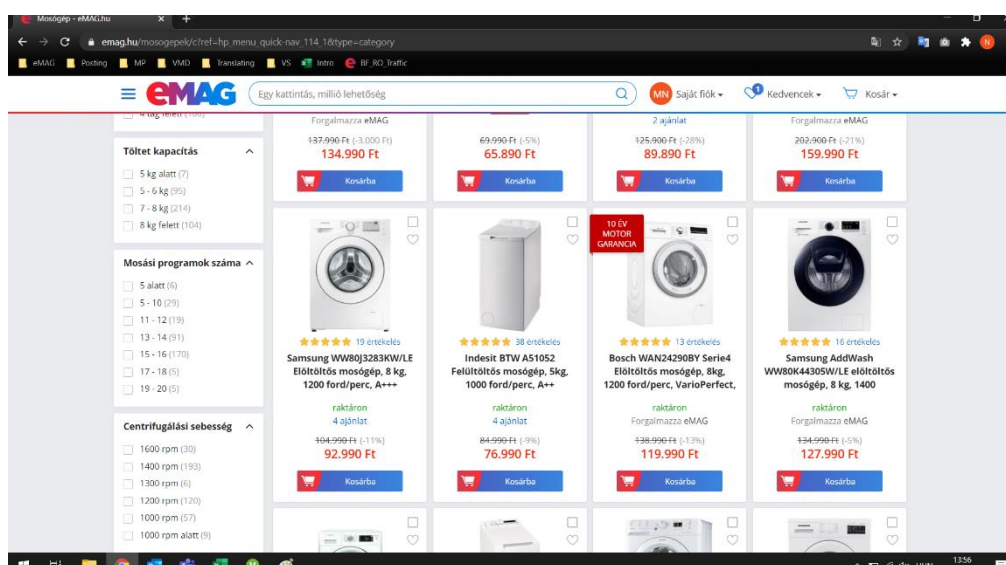 Mosógép - eMAG.hu
emag.hu/mosogepek/c?ref=hp_menu_quick-nav_114_1&type=category
eMAG Posting MP VMD Translating VS Intro BF_RO_Traffic
eMAG Egy kattintás, millió lehetőség MN Saját fiók 1 Kedvencek Kosár
4 tag felett
Forgalmazza eMAG
2 ajánlat
Forgalmazza eMAG
137.990 Ft (-3.000 Ft)
134.990 Ft
Kosárba
69.990 Ft (-5%)
65.890 Ft
Kosárba
125.900 Ft (-28%)
89.890 Ft
Kosárba
202.900 Ft (-21%)
159.990 Ft
Kosárba
Töltet kapacítás
5 kg alatt (7)
5 - 6 kg (95)
7 - 8 kg (214)
8 kg felett (104)
Mosási programok száma
5 alatt (6)
5 - 10 (29)
11 - 12 (19)
13 - 14 (91)
15 - 16 (170)
17 - 18 (5)
19 - 20 (5)
Centrifugálási sebesség
1600 rpm (30)
1400 rpm (193)
1300 rpm (6)
1200 rpm (120)
1000 rpm (57)
1000 rpm alatt (9)
19 értékelés
Samsung WW80J3283KW/LE
Elöltöltős mosógép, 8 kg,
1200 ford/perc, A+++
raktáron
4 ajánlat
104.990 Ft (-11%)
92.990 Ft
Kosárba
38 értékelés
Indesit BTW A51052
Felültöltős mosógép, 5kg,
1000 ford/perc, A++
raktáron
4 ajánlat
84.990 Ft (-9%)
76.990 Ft
Kosárba
10 ÉV
MOTOR
GARANCIA
13 értékelés
Bosch WAN24290BY Serie4
Elöltöltős mosógép, 8kg,
1200 ford/perc, VarioPerfect,
raktáron
Forgalmazza eMAG
138.990 Ft (-13%)
119.990 Ft
Kosárba
16 értékelés
Samsung AddWash
WW80K44305W/LE elöltöltős
mosógép, 8 kg, 1400
raktáron
Forgalmazza eMAG
134.990 Ft (-5%)
127.990 Ft
Kosárba
HUN
13:56